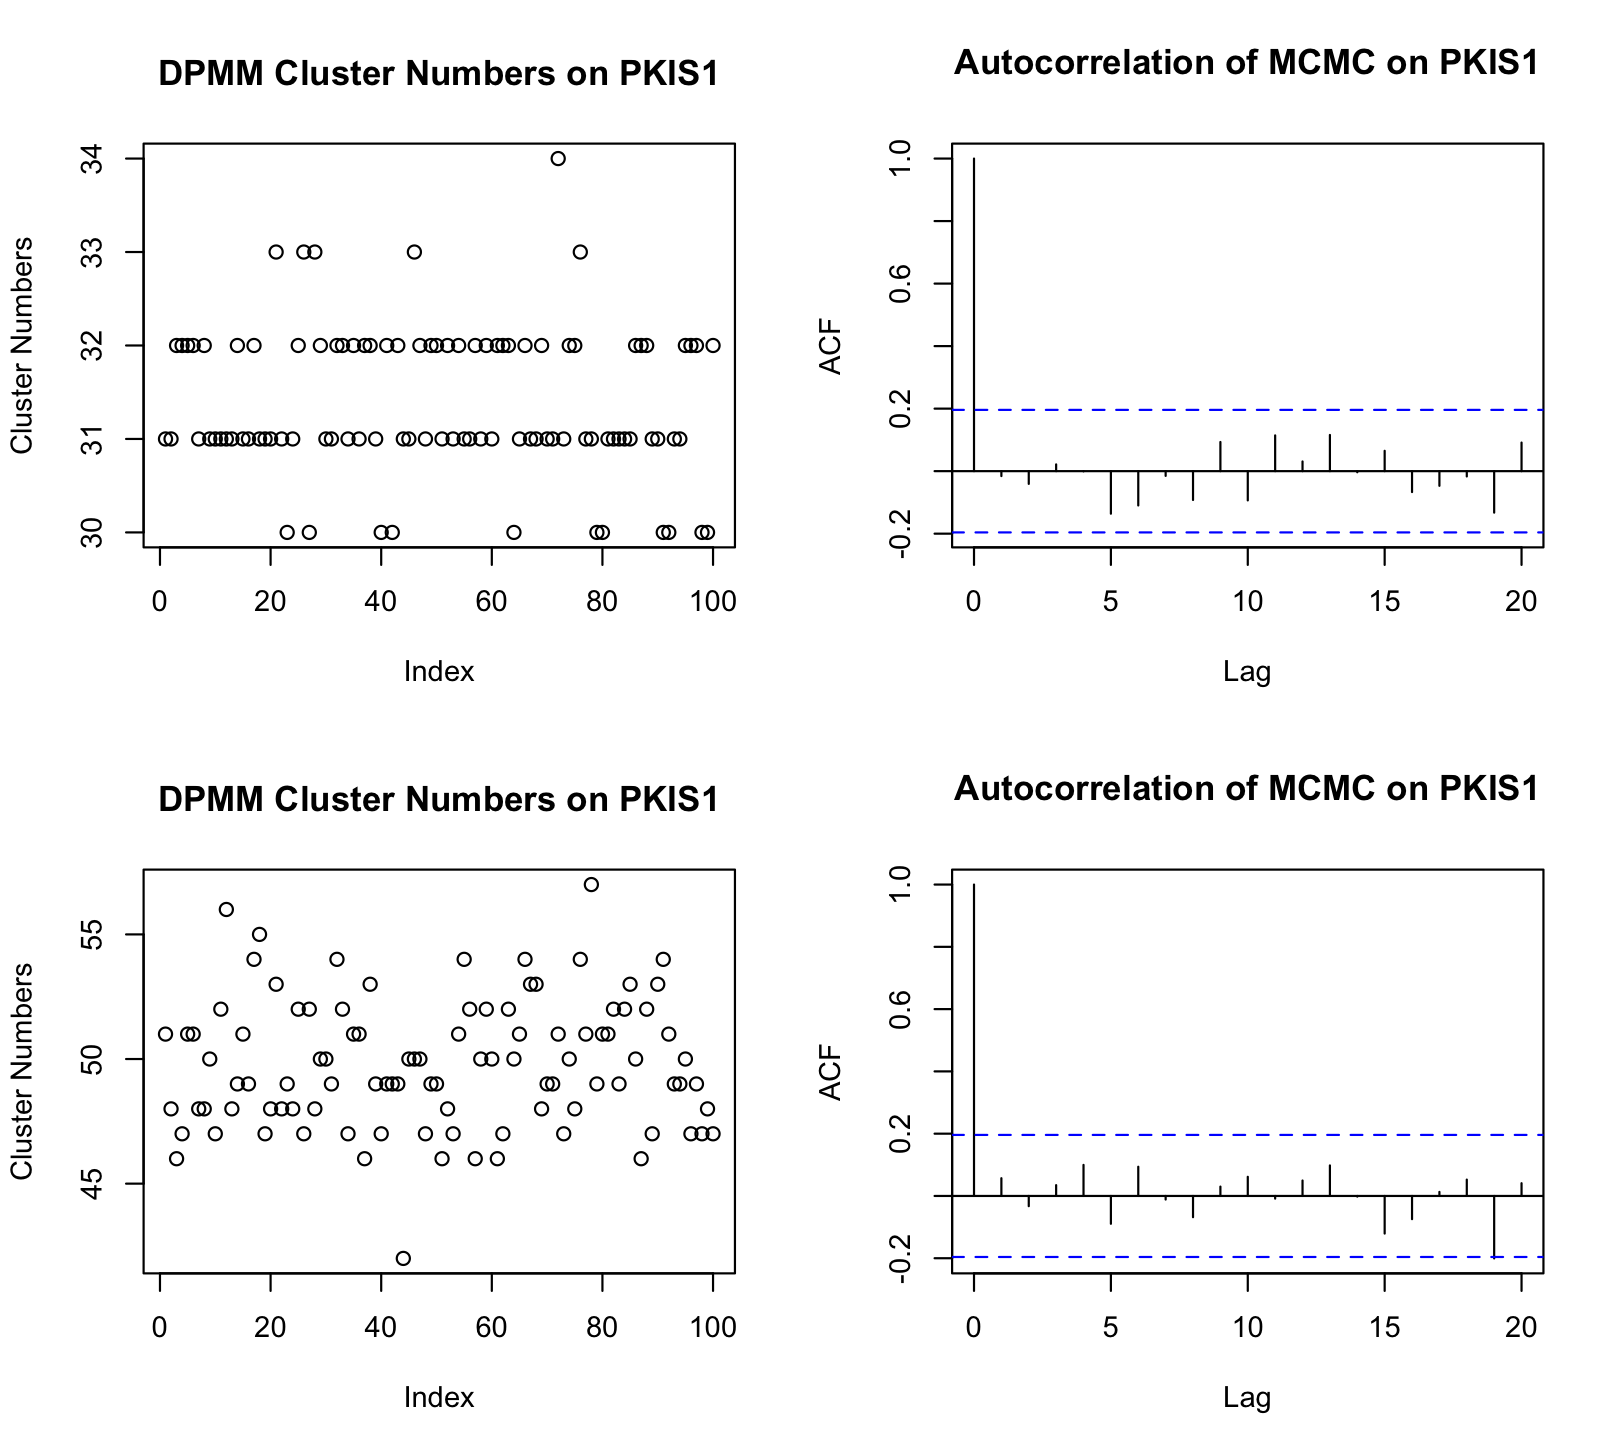 DPMM Cluster Numbers on PKIS1
Cluster Numbers
34
33
32
31
30
0 20 40 60 80 100
Index
Autocorrelation of MCMC on PKIS1
ACF
1.0
0.6
0.2
-0.2
0 5 10 15 20
Lag
DPMM Cluster Numbers on PKIS1
Cluster Numbers
55
50
45
0 20 40 60 80 100
Index
Autocorrelation of MCMC on PKIS1
ACF
1.0
0.6
0.2
-0.2
0 5 10 15 20
Lag